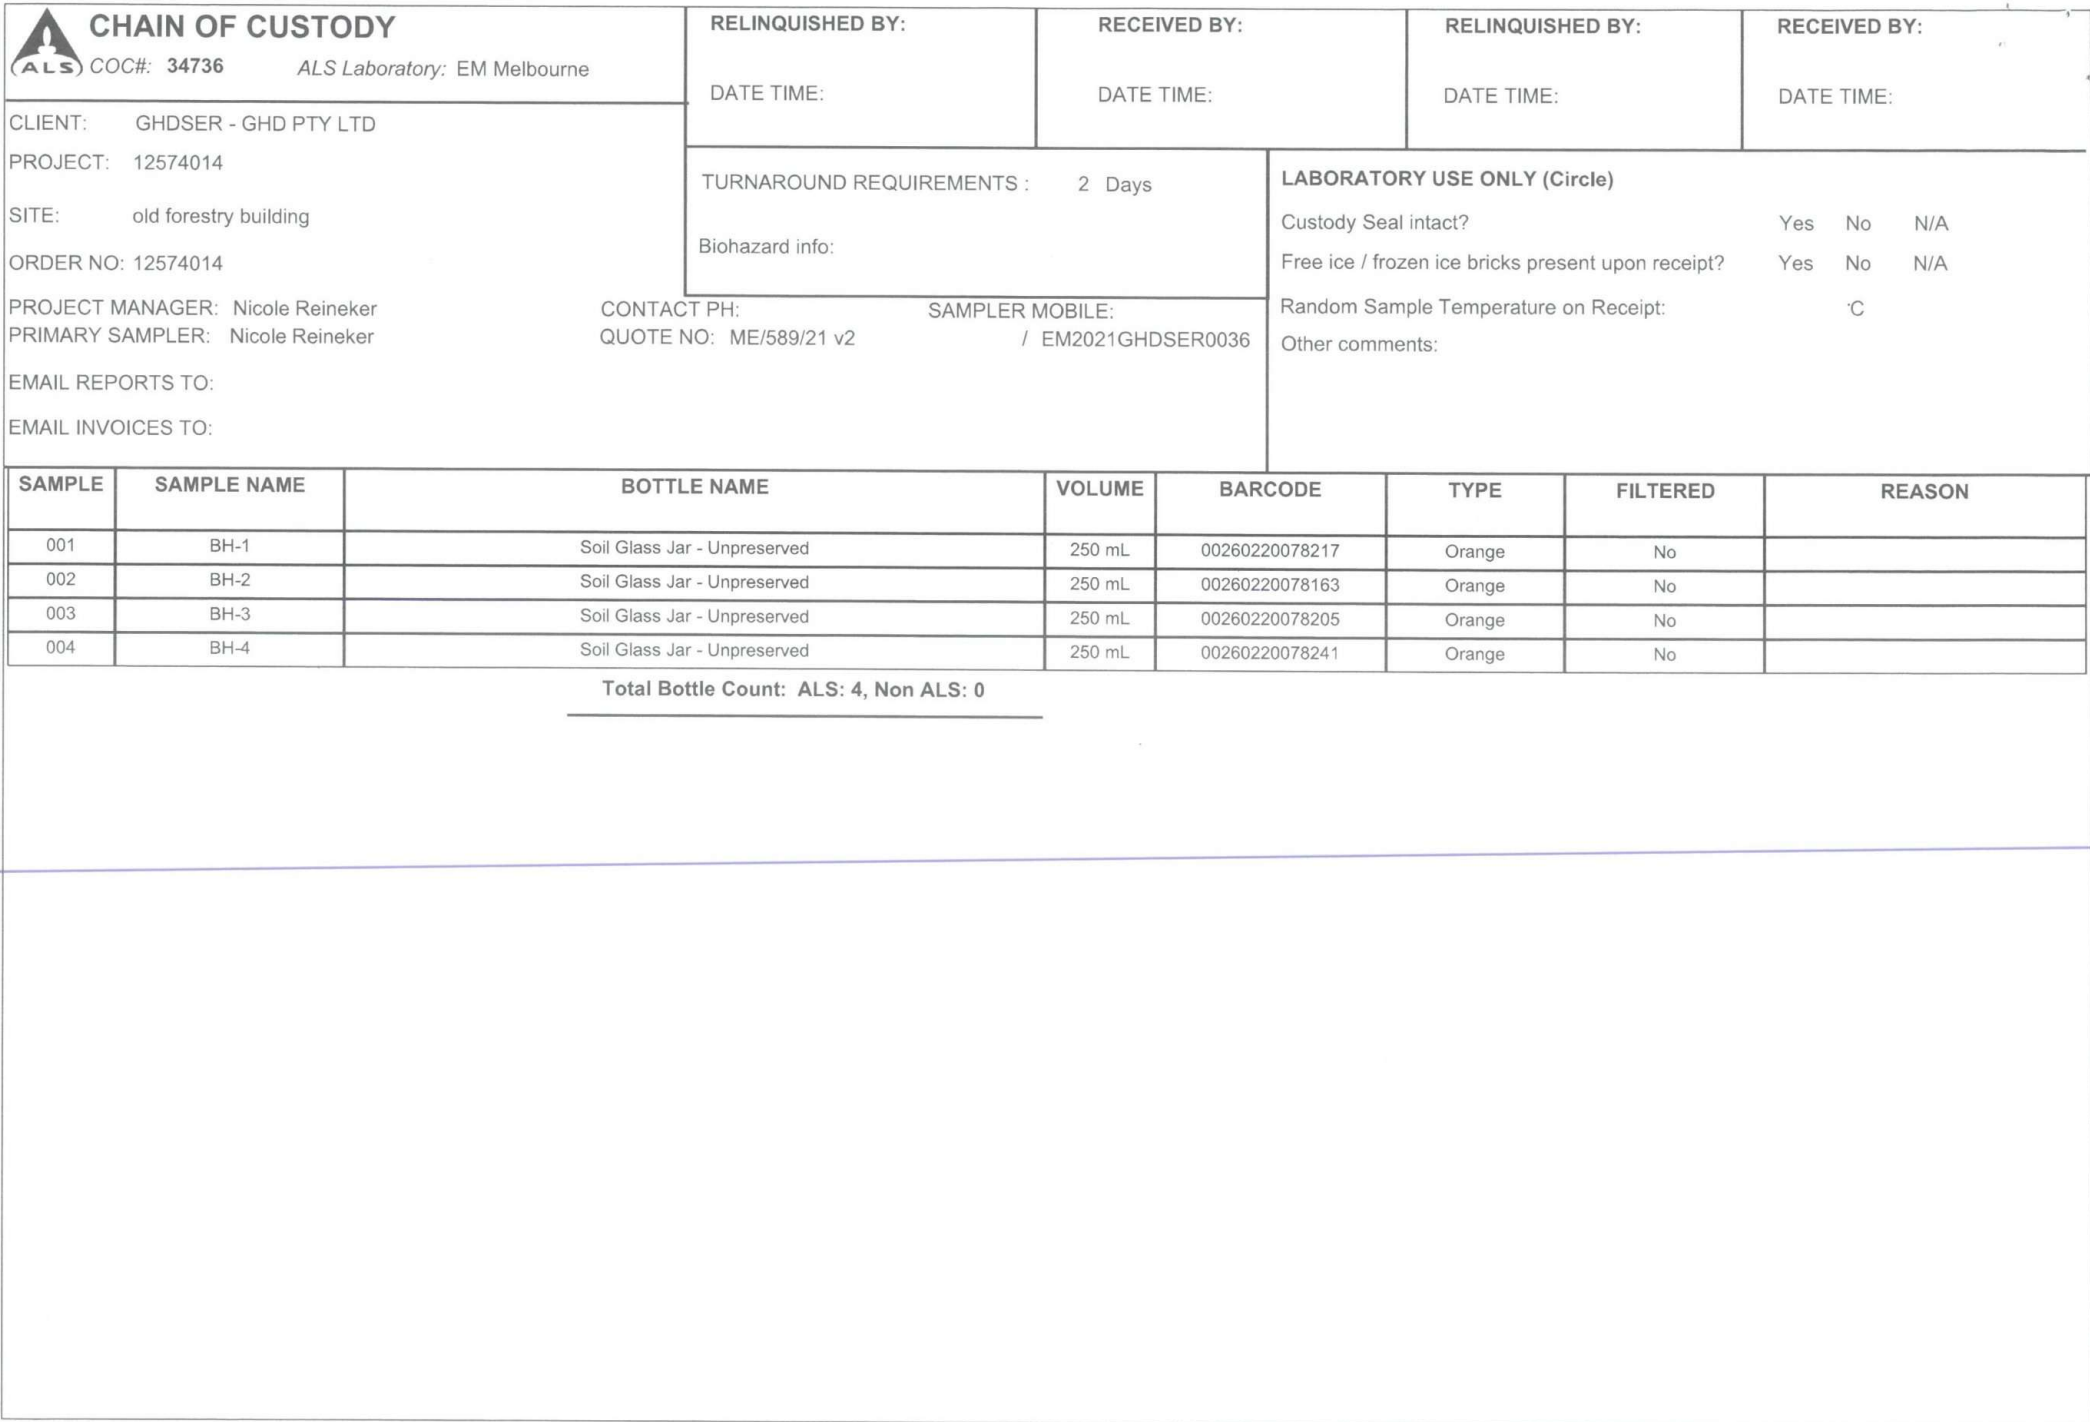 CHAIN OF CUSTODY
ALS COC#: 34736 ALS Laboratory: EM Melbourne
RELINQUISHED BY: RECEIVED BY: RELINQUISHED BY: RECEIVED BY:
DATE TIME: DATE TIME: DATE TIME: DATE TIME:
CLIENT: GHDSER - GHD PTY LTD
PROJECT: 12574014
SITE: old forestry building
ORDER NO: 12574014
TURNAROUND REQUIREMENTS : 2 Days
Biohazard info:
LABORATORY USE ONLY (Circle)
Custody Seal intact? Yes No N/A
Free ice / frozen ice bricks present upon receipt? Yes No N/A
Random Sample Temperature on Receipt: °C
Other comments:
PROJECT MANAGER: Nicole Reineker CONTACT PH: SAMPLER MOBILE:
PRIMARY SAMPLER: Nicole Reineker QUOTE NO: ME/589/21 v2 / EM2021GHDSER0036
EMAIL REPORTS TO:
EMAIL INVOICES TO:
SAMPLE SAMPLE NAME BOTTLE NAME VOLUME BARCODE TYPE FILTERED REASON
001 BH-1 Soil Glass Jar - Unpreserved 250 mL 00260220078217 Orange No
002 BH-2 Soil Glass Jar - Unpreserved 250 mL 00260220078163 Orange No
003 BH-3 Soil Glass Jar - Unpreserved 250 mL 00260220078205 Orange No
004 BH-4 Soil Glass Jar - Unpreserved 250 mL 00260220078241 Orange No
Total Bottle Count: ALS: 4, Non ALS: 0